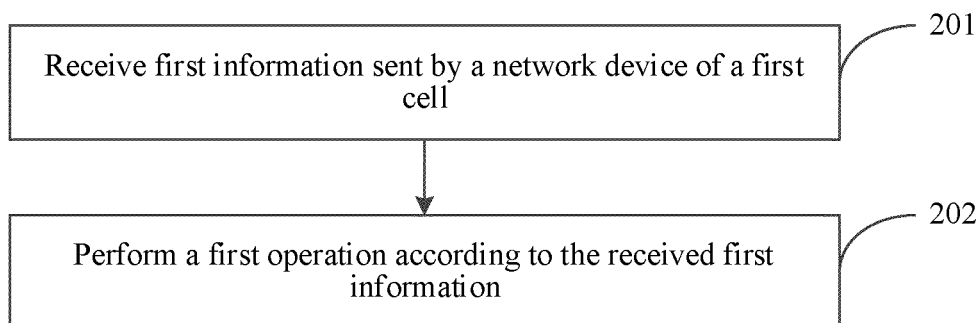 201
Receive first information sent by a network device of a first
cell
202
Perform a first operation according to the received first
information